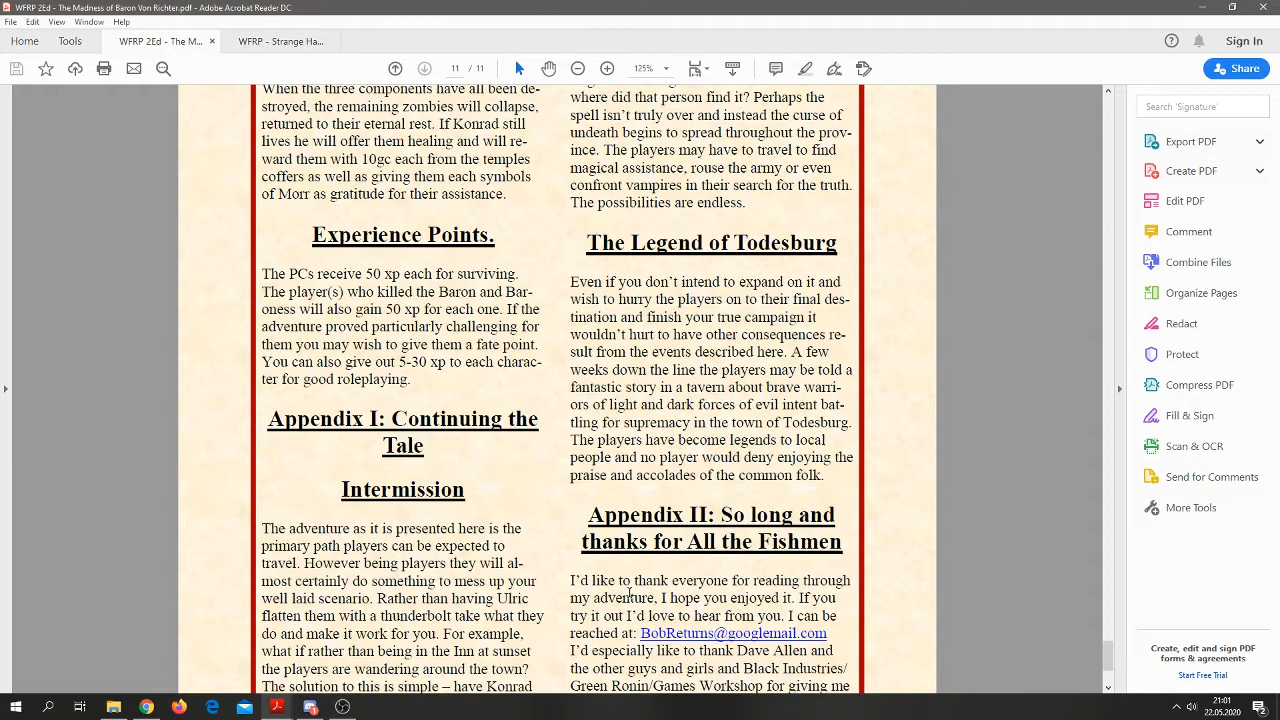 WFRP 2Ed - The Madness of Baron Von Richter.pdf - Adobe Acrobat Reader DC
File Edit View Window Help
Home Tools WFRP 2Ed - The M... × WFRP - Strange Ha... Sign In
11 / 11 125% Share
When the three components have all been de-
stroyed, the remaining zombies will collapse,
returned to their eternal rest. If Konrad still
lives he will offer them healing and will re-
ward them with 10gc each from the temples
coffers as well as giving them each symbols
of Morr as gratitude for their assistance.
Experience Points.
The PCs receive 50 xp each for surviving.
The player(s) who killed the Baron and Bar-
oness will also gain 50 xp for each one. If the
adventure proved particularly challenging for
them you may wish to give them a fate point.
You can also give out 5-30 xp to each charac-
ter for good roleplaying.
Appendix I: Continuing the
Tale
Intermission
The adventure as it is presented here is the
primary path players can be expected to
travel. However being players they will al-
most certainly do something to mess up your
well laid scenario. Rather than having Ulric
flatten them with a thunderbolt take what they
do and make it work for you. For example,
what if rather than being in the Inn at sunset
the players are wandering around the town?
The solution to this is simple – have Konrad
where did that person find it? Perhaps the
spell isn't truly over and instead the curse of
undeath begins to spread throughout the prov-
ince. The players may have to travel to find
magical assistance, rouse the army or even
confront vampires in their search for the truth.
The possibilities are endless.
The Legend of Todesburg
Even if you don't intend to expand on it and
wish to hurry the players on to their final des-
tination and finish your true campaign it
wouldn't hurt to have other consequences re-
sult from the events described here. A few
weeks down the line the players may be told a
fantastic story in a tavern about brave warri-
ors of light and dark forces of evil intent bat-
tling for supremacy in the town of Todesburg.
The players have become legends to local
people and no player would deny enjoying the
praise and accolades of the common folk.
Appendix II: So long and
thanks for All the Fishmen
I'd like to thank everyone for reading through
my adventure, I hope you enjoyed it. If you
try it out I'd love to hear from you. I can be
reached at: BobReturns@googlemail.com
I'd especially like to thank Dave Allen and
the other guys and girls and Black Industries/
Green Ronin/Games Workshop for giving me
Search 'Signature'
Export PDF
Create PDF
Edit PDF
Comment
Combine Files
Organize Pages
Redact
Protect
Compress PDF
Fill & Sign
Scan & OCR
Send for Comments
More Tools
Create, edit and sign PDF
forms & agreements
Start Free Trial
21:01
22.05.2020